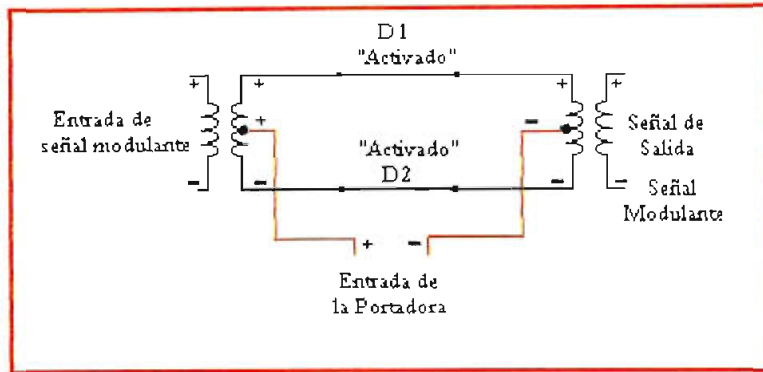 D1
"Activado"
+ + + +
Entrada de
señal modulante
+ −
Señal de
Salida
"Activado"
D2
− − − −
Señal
Modulante
+ −
Entrada de
la Portadora